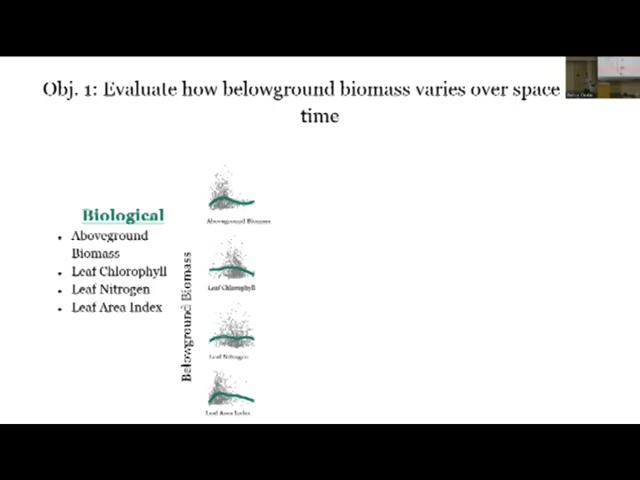 Obj. 1: Evaluate how belowground biomass varies over space
time
Biological
• Aboveground
Biomass
• Leaf Chlorophyll
• Leaf Nitrogen
• Leaf Area Index
Belowground Biomass
Aboveground Biomass
Leaf Chlorophyll
Leaf Nitrogen
Leaf Area Index